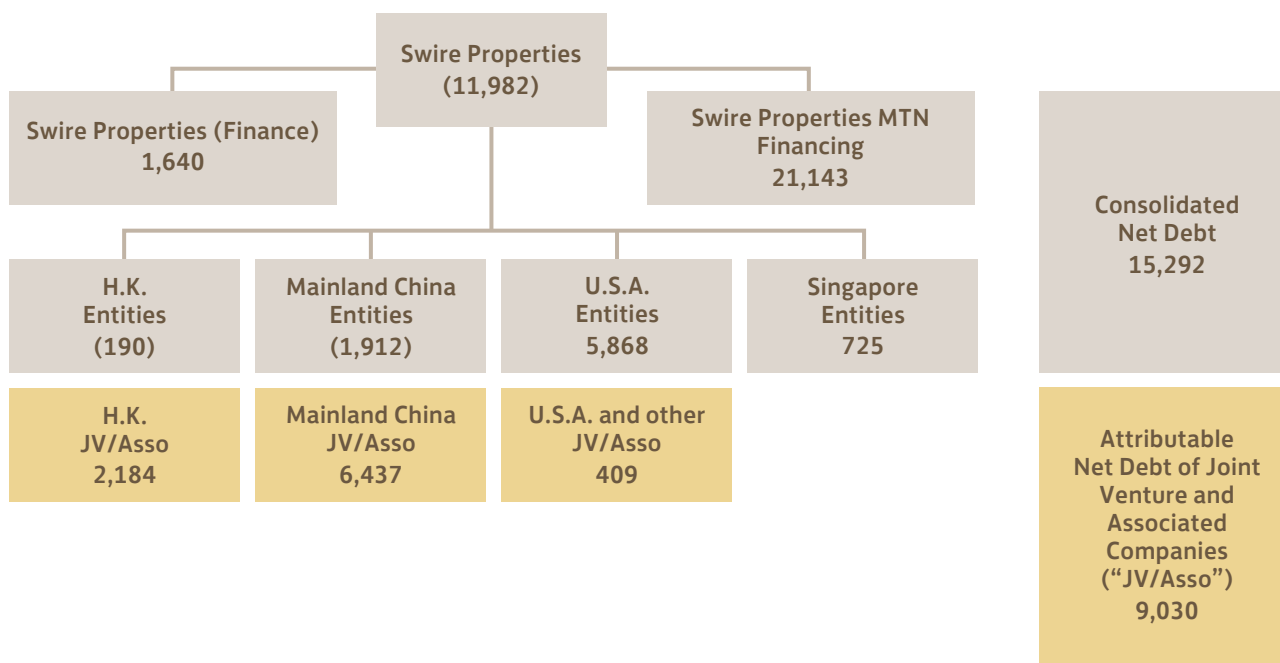 Swire Properties
(11,982)
Swire Properties (Finance)
1,640
Swire Properties MTN
Financing
21,143
H.K.
Entities
(190)
Mainland China
Entities
(1,912)
U.S.A.
Entities
5,868
Singapore
Entities
725
H.K.
JV/Asso
2,184
Mainland China
JV/Asso
6,437
U.S.A. and other
JV/Asso
409
Consolidated
Net Debt
15,292
Attributable
Net Debt of Joint
Venture and
Associated
Companies
(“JV/Asso”)
9,030